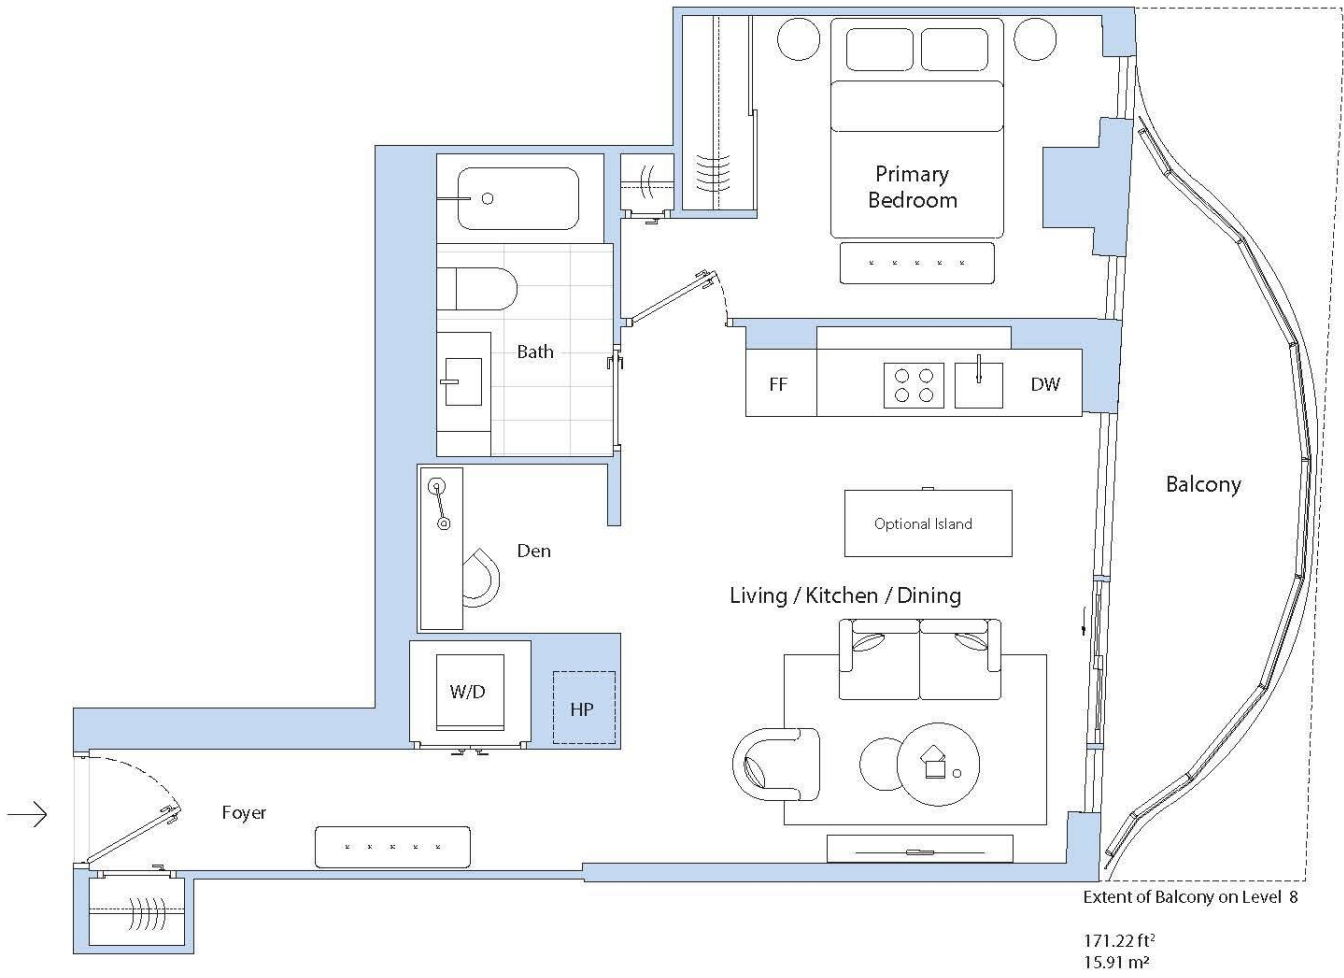 Primary
Bedroom
Bath
FF
DW
Balcony
Optional Island
Den
Living / Kitchen / Dining
W/D
HP
Foyer
Extent of Balcony on Level 8
171.22 ft²
15.91 m²